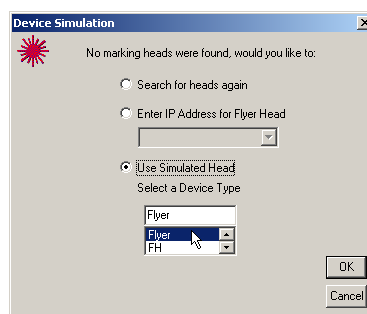 Device Simulation
No marking heads were found, would you like to:
Search for heads again
Enter IP Address for Flyer Head
Use Simulated Head
Select a Device Type
Flyer
Flyer
FH
OK
Cancel